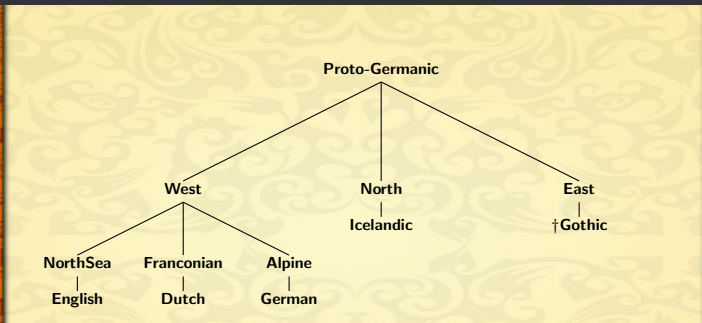 Proto-Germanic
West North East
Icelandic †Gothic
NorthSea Franconian Alpine
English Dutch German